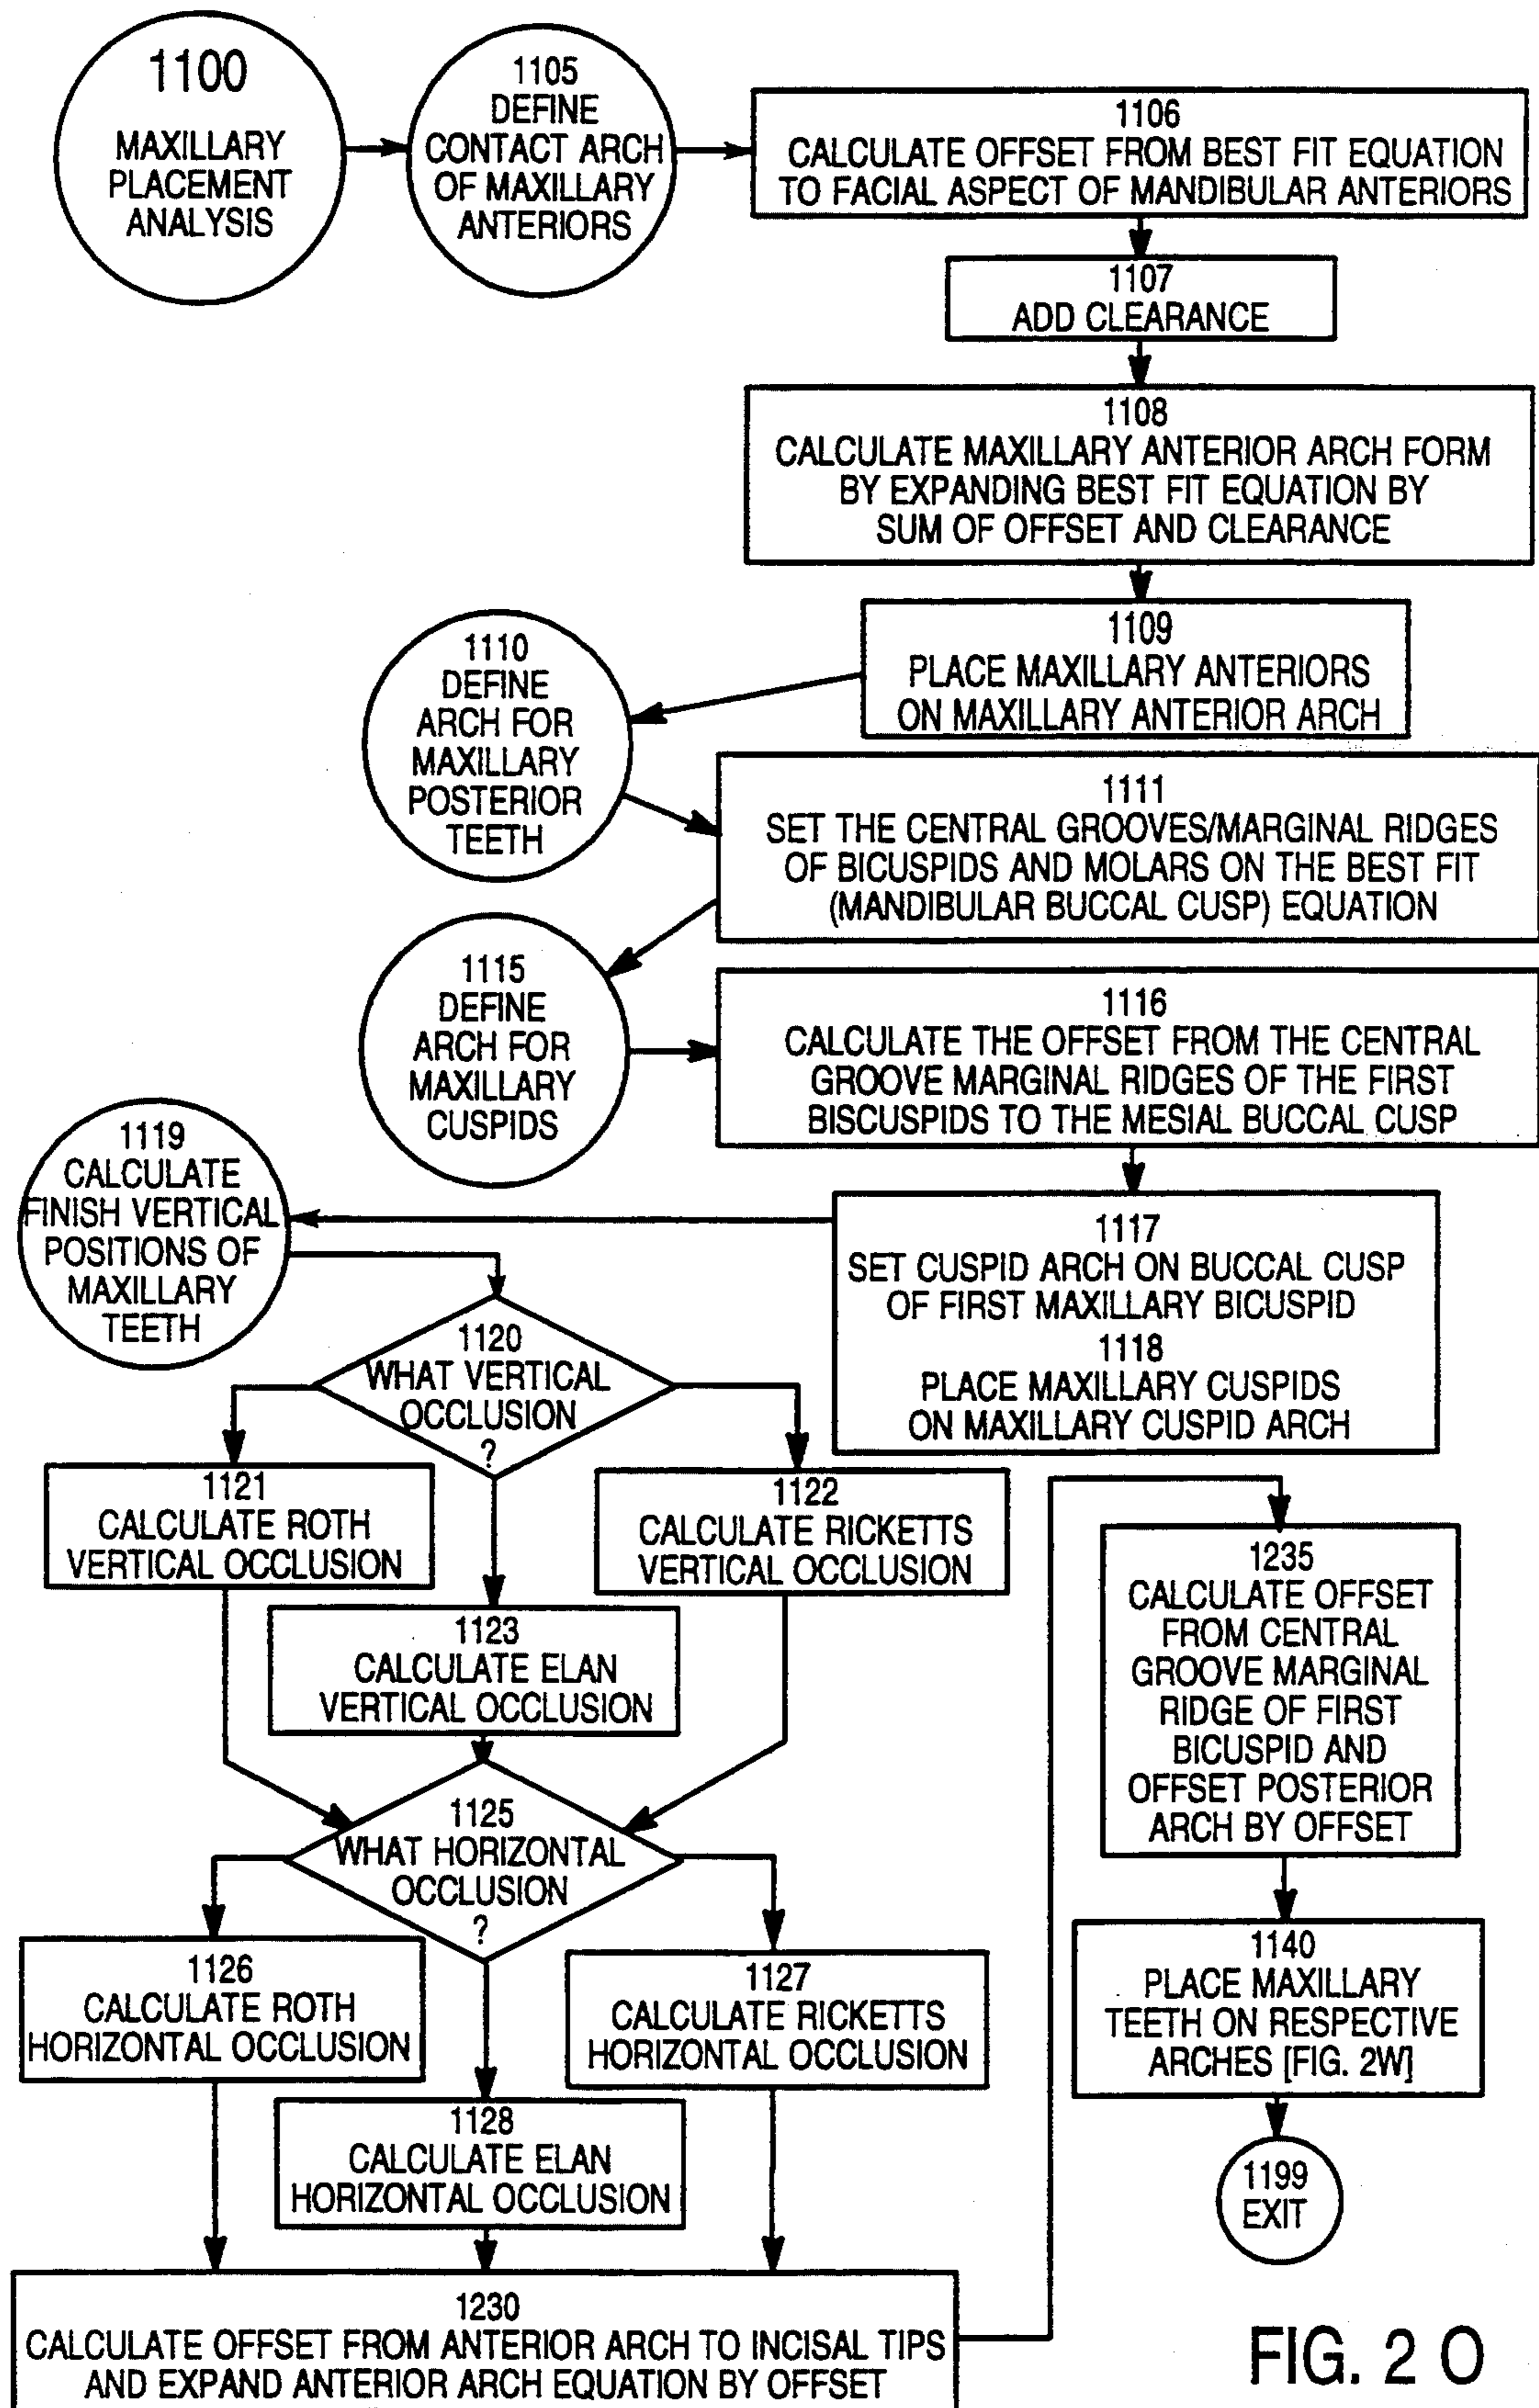 1100
MAXILLARY
PLACEMENT
ANALYSIS
1105
DEFINE
CONTACT ARCH
OF MAXILLARY
ANTERIORS
1106
CALCULATE OFFSET FROM BEST FIT EQUATION
TO FACIAL ASPECT OF MANDIBULAR ANTERIORS
1107
ADD CLEARANCE
1108
CALCULATE MAXILLARY ANTERIOR ARCH FORM
BY EXPANDING BEST FIT EQUATION BY
SUM OF OFFSET AND CLEARANCE
1109
PLACE MAXILLARY ANTERIORS
ON MAXILLARY ANTERIOR ARCH
1110
DEFINE
ARCH FOR
MAXILLARY
POSTERIOR
TEETH
1111
SET THE CENTRAL GROOVES/MARGINAL RIDGES
OF BICUSPIDS AND MOLARS ON THE BEST FIT
(MANDIBULAR BUCCAL CUSP) EQUATION
1115
DEFINE
ARCH FOR
MAXILLARY
CUSPIDS
1116
CALCULATE THE OFFSET FROM THE CENTRAL
GROOVE MARGINAL RIDGES OF THE FIRST
BISCUSPIDS TO THE MESIAL BUCCAL CUSP
1117
SET CUSPID ARCH ON BUCCAL CUSP
OF FIRST MAXILLARY BICUSPID
1118
PLACE MAXILLARY CUSPIDS
ON MAXILLARY CUSPID ARCH
1119
CALCULATE
FINISH VERTICAL
POSITIONS OF
MAXILLARY
TEETH
1120
WHAT VERTICAL
OCCLUSION
?
1121
CALCULATE ROTH
VERTICAL OCCLUSION
1122
CALCULATE RICKETTS
VERTICAL OCCLUSION
1123
CALCULATE ELAN
VERTICAL OCCLUSION
1125
WHAT HORIZONTAL
OCCLUSION
?
1126
CALCULATE ROTH
HORIZONTAL OCCLUSION
1127
CALCULATE RICKETTS
HORIZONTAL OCCLUSION
1128
CALCULATE ELAN
HORIZONTAL OCCLUSION
1230
CALCULATE OFFSET FROM ANTERIOR ARCH TO INCISAL TIPS
AND EXPAND ANTERIOR ARCH EQUATION BY OFFSET
1235
CALCULATE OFFSET
FROM CENTRAL
GROOVE MARGINAL
RIDGE OF FIRST
BICUSPID AND
OFFSET POSTERIOR
ARCH BY OFFSET
1140
PLACE MAXILLARY
TEETH ON RESPECTIVE
ARCHES [FIG. 2W]
1199
EXIT
FIG. 2 O